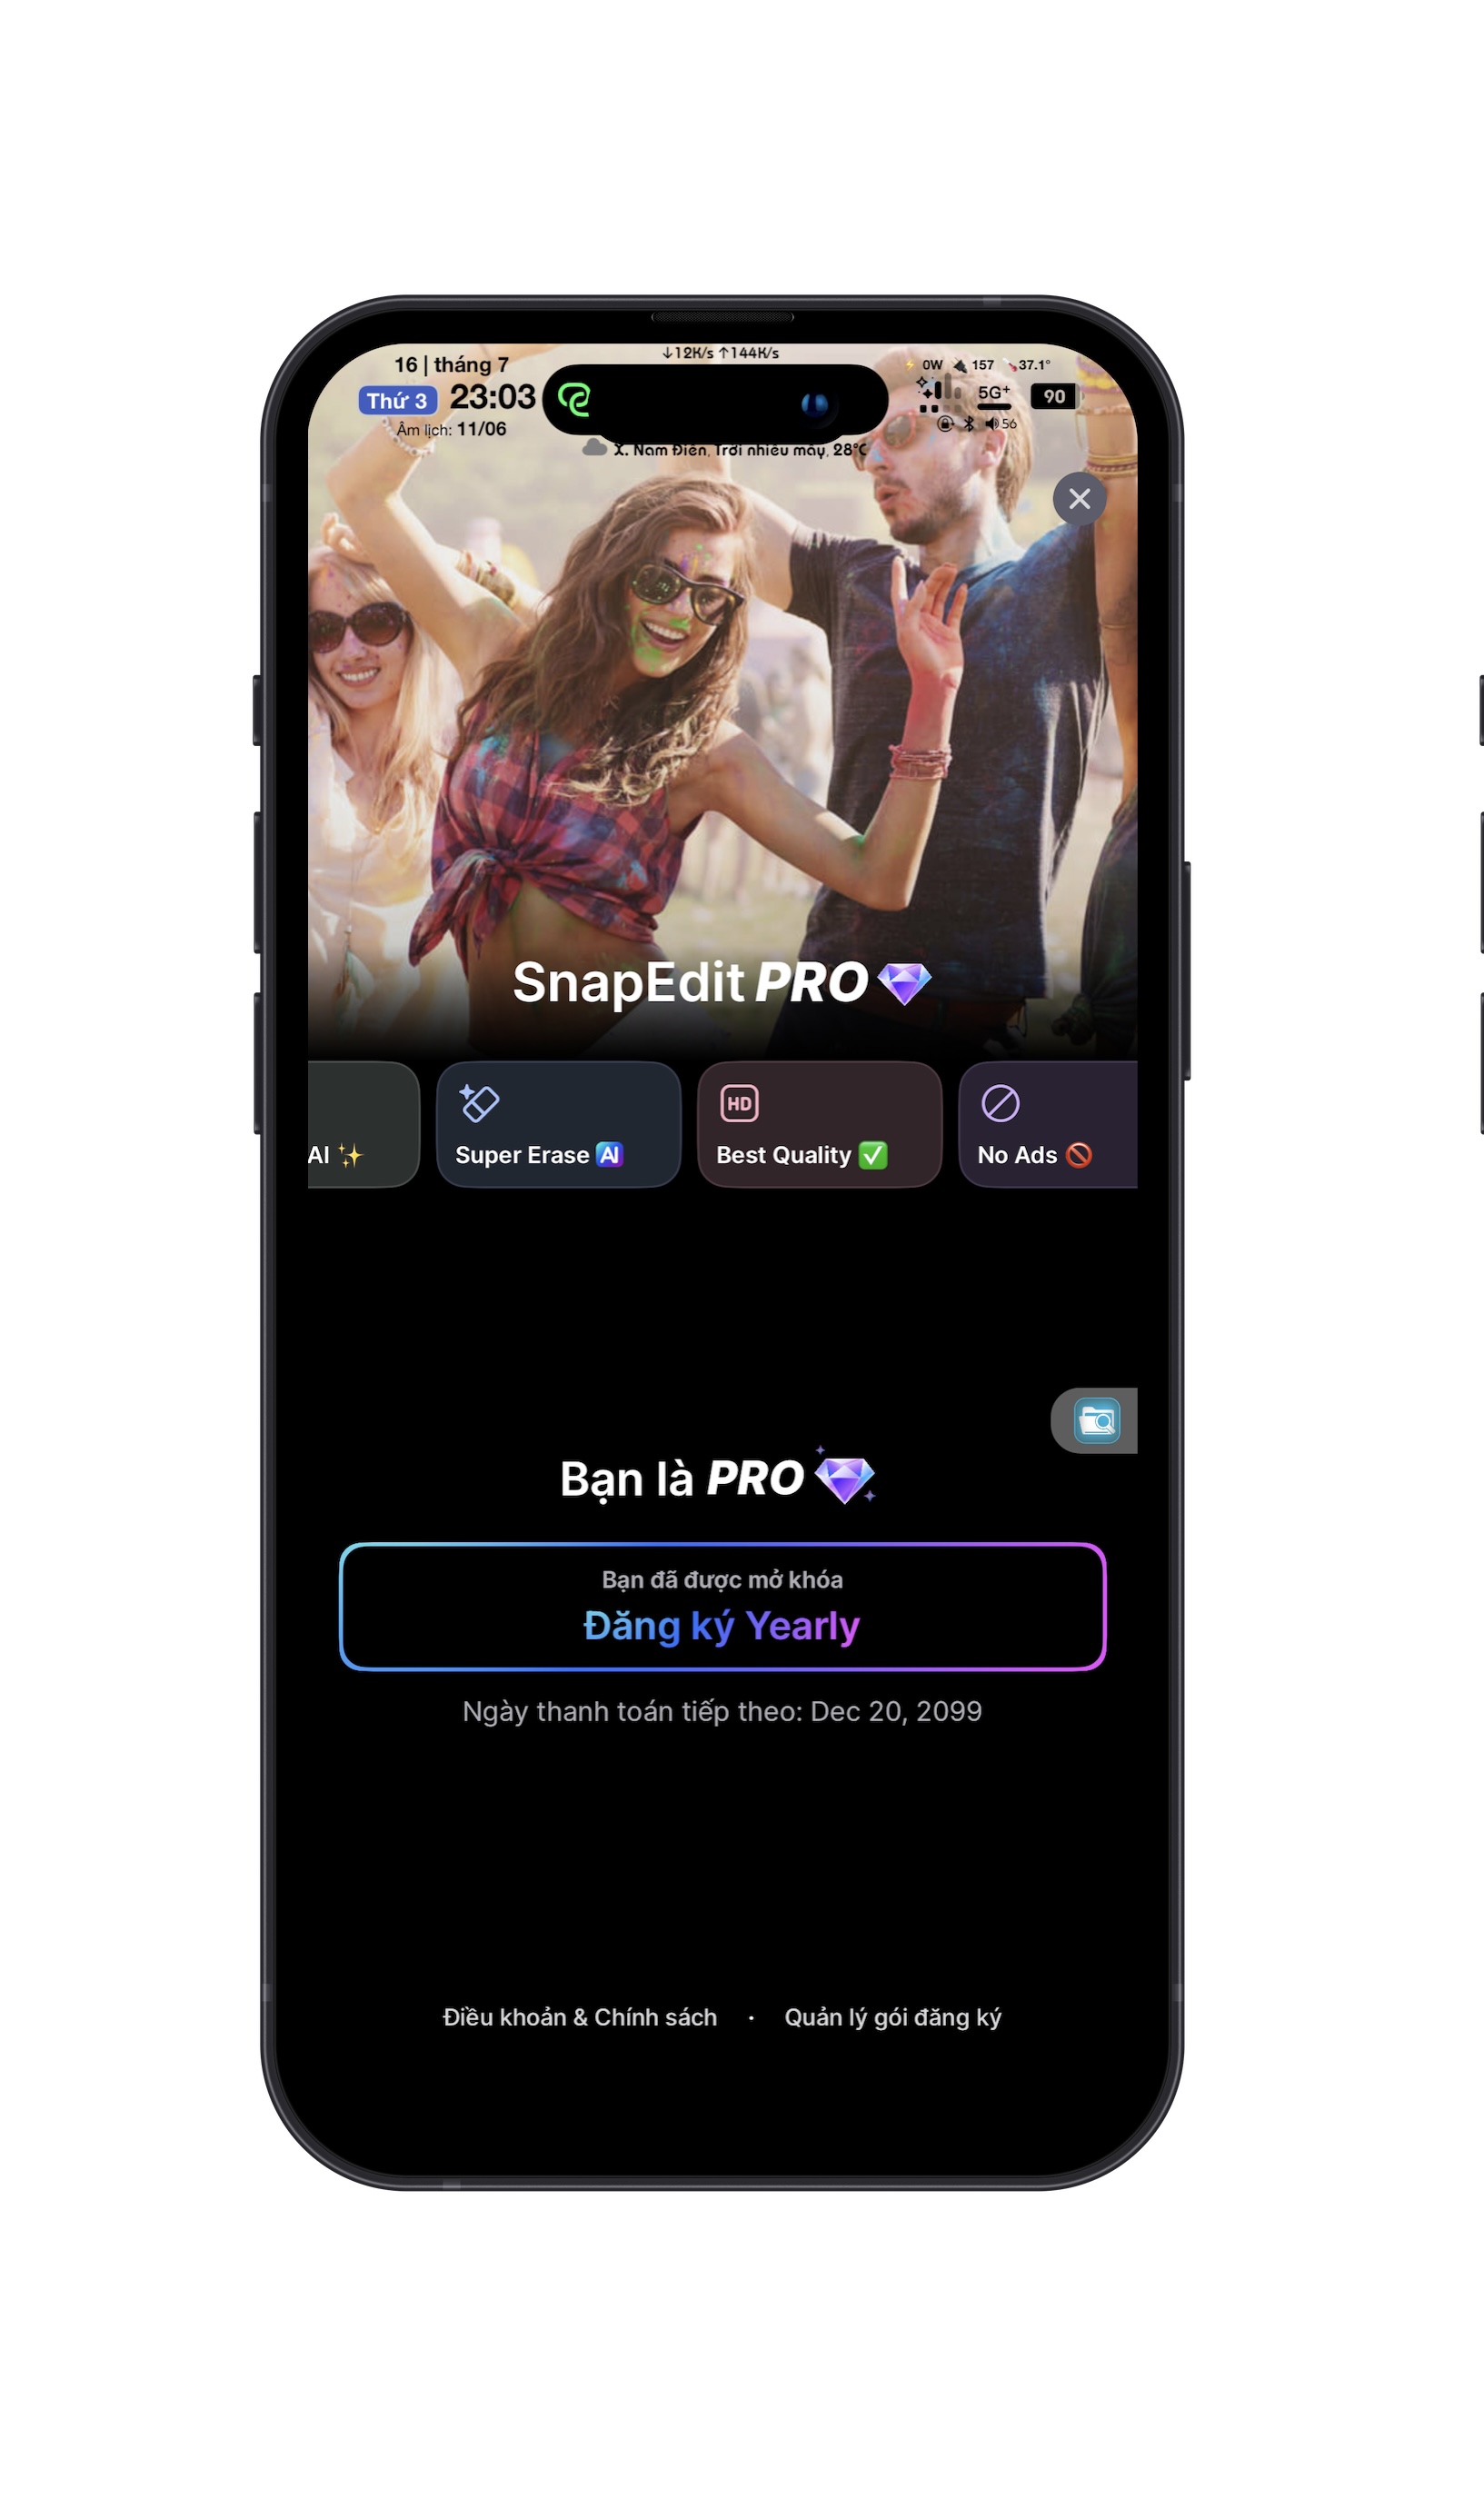 ↓12K/s ↑144K/s
16 | tháng 7
0W 157 37.1°
Thứ 3 23:03
5G+ 90
Âm lịch: 11/06
56
X. Nam Điền, Trời nhiều mây, 28°C
SnapEdit PRO
HD
AI
Super Erase AI
Best Quality
No Ads
Bạn là PRO
Bạn đã được mở khóa
Đăng ký Yearly
Ngày thanh toán tiếp theo: Dec 20, 2099
Điều khoản & Chính sách · Quản lý gói đăng ký